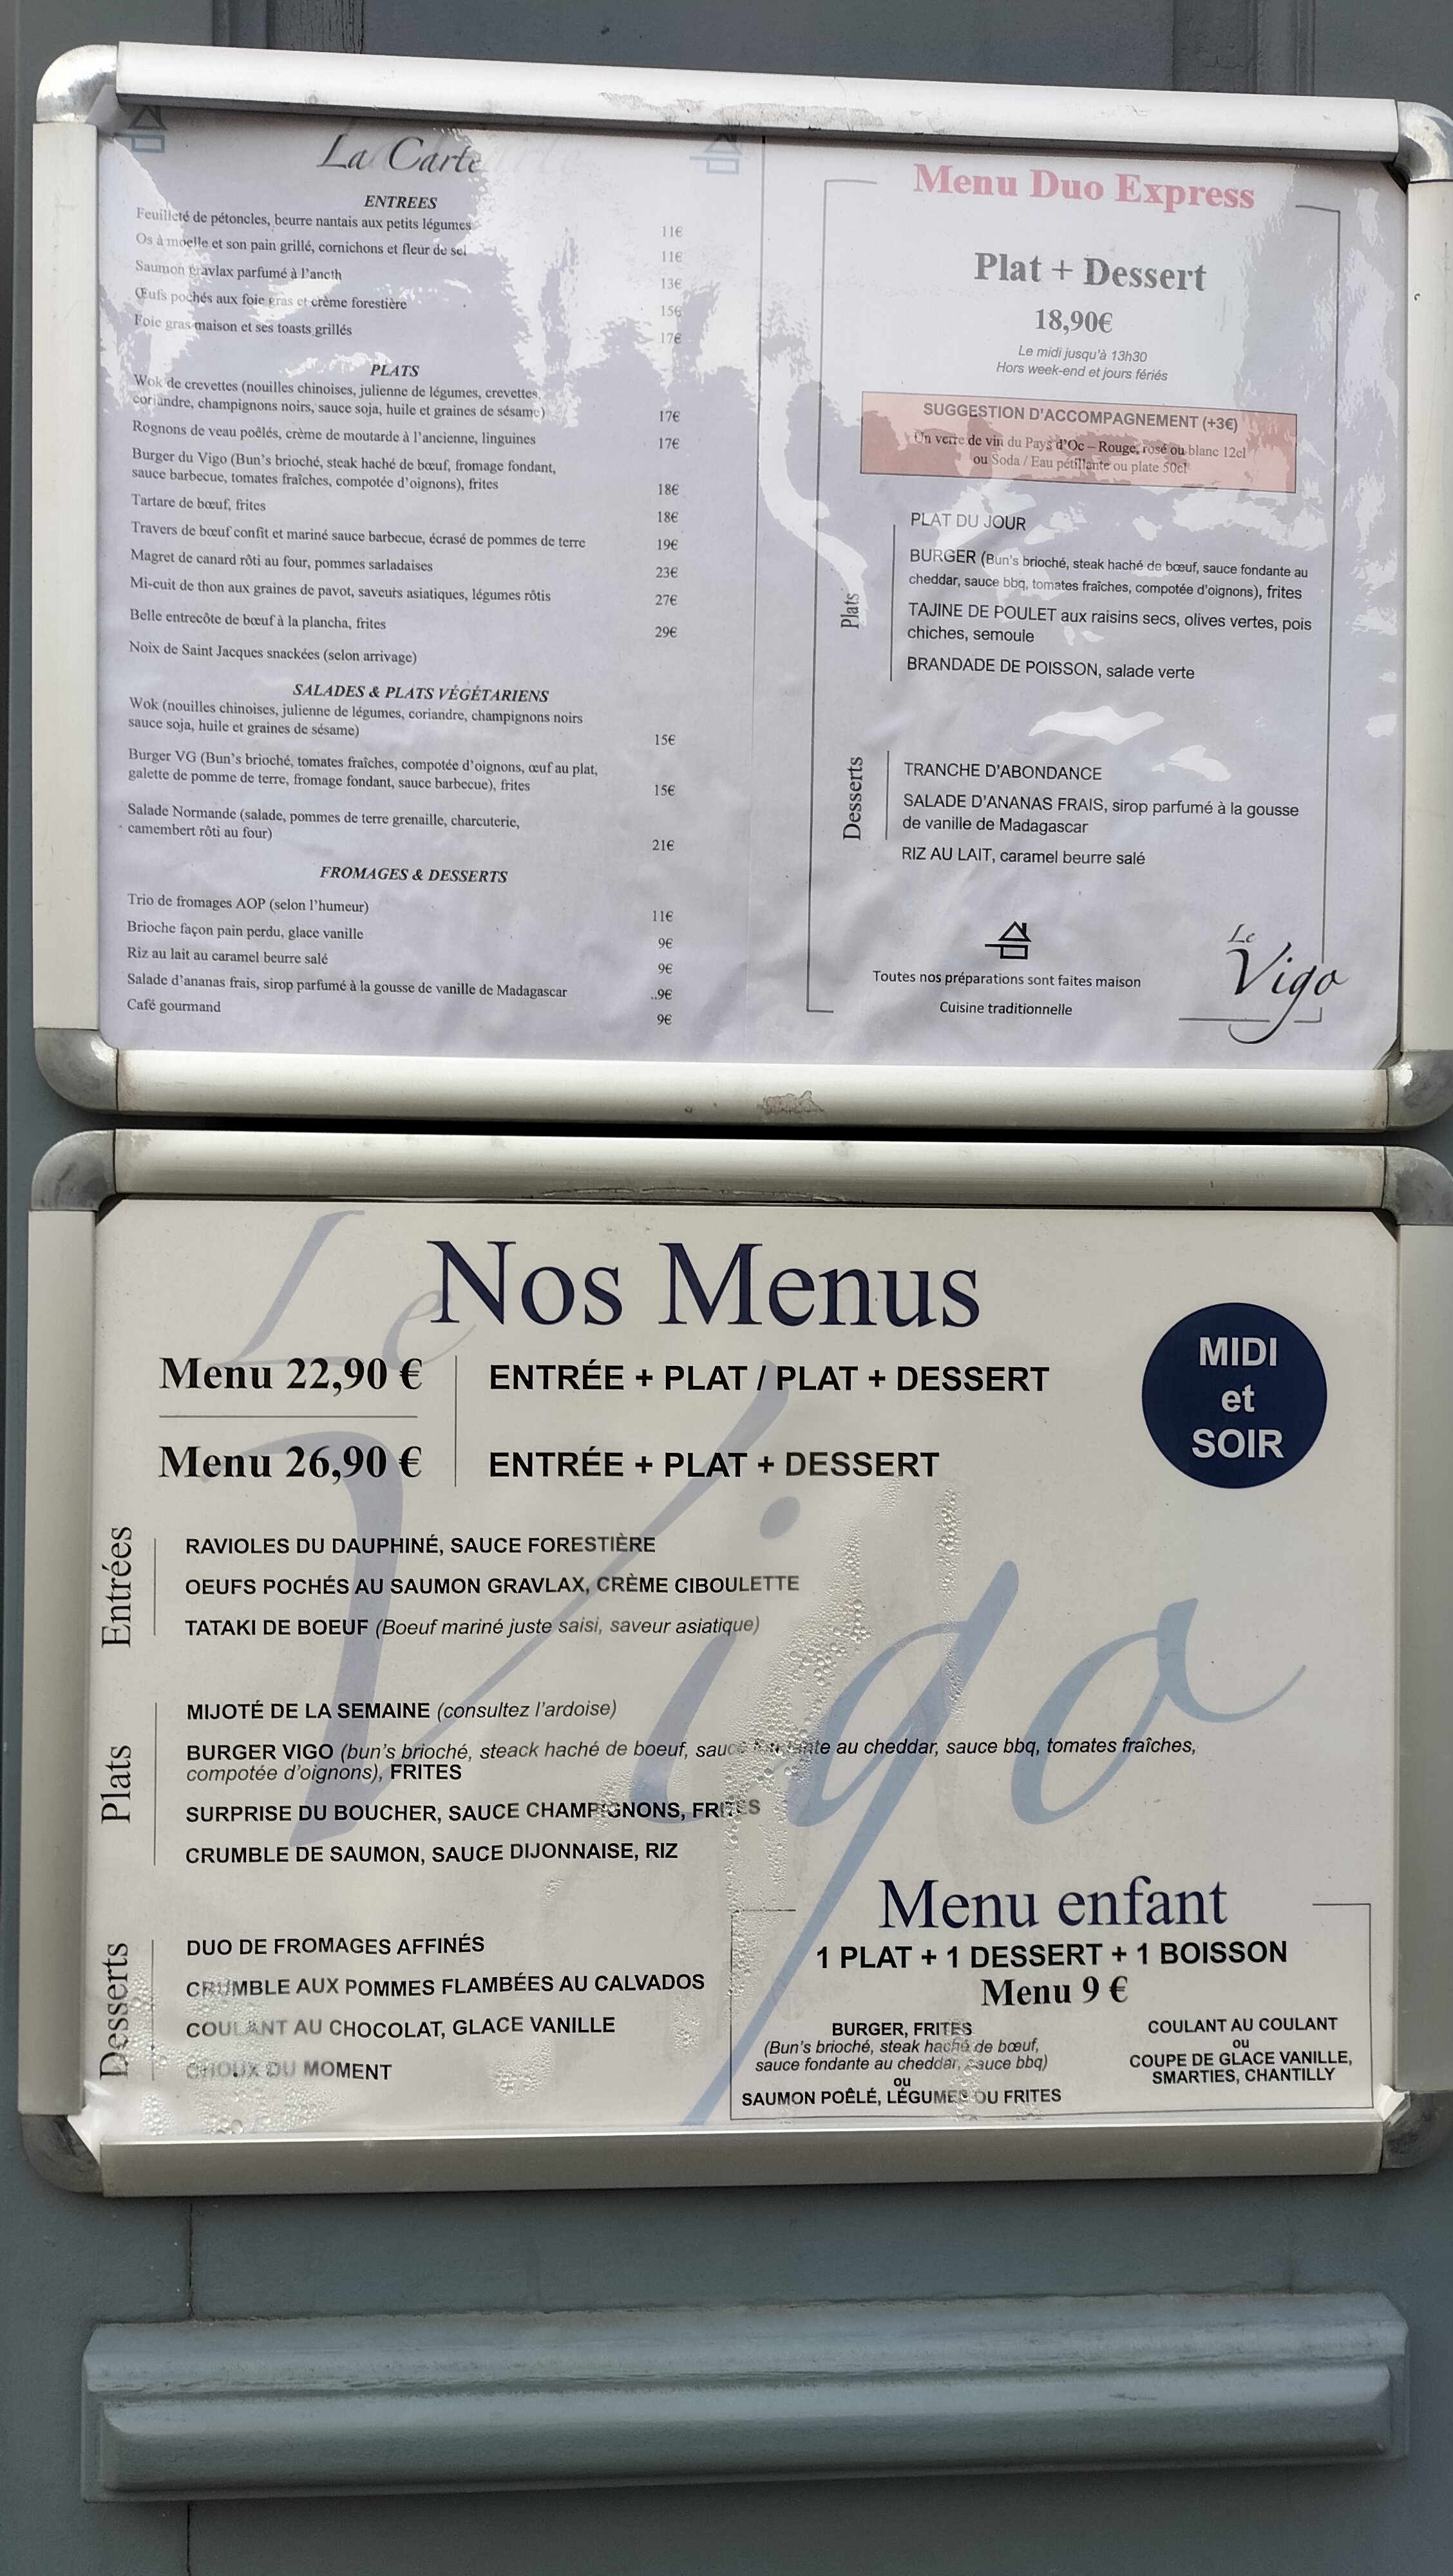 La Carte
ENTREES
Feuilleté de pétoncles, beurre nantais aux petits légumes 11€
Os à moelle et son pain grillé, cornichons et fleur de sel 11€
Saumon gravlax parfumé à l'aneth 13€
Œufs pochés aux foie gras et crème forestière 15€
Foie gras maison et ses toasts grillés 17€
PLATS
Wok de crevettes (nouilles chinoises, julienne de légumes, crevettes,
coriandre, champignons noirs, sauce soja, huile et graines de sésame) 17€
Rognons de veau poêlés, crème de moutarde à l'ancienne, linguines 17€
Burger du Vigo (Bun's brioché, steak haché de bœuf, fromage fondant,
sauce barbecue, tomates fraîches, compotée d'oignons), frites 18€
Tartare de bœuf, frites 18€
Travers de bœuf confit et mariné sauce barbecue, écrasé de pommes de terre 19€
Magret de canard rôti au four, pommes sarladaises 23€
Mi-cuit de thon aux graines de pavot, saveurs asiatiques, légumes rôtis 27€
Belle entrecôte de bœuf à la plancha, frites 29€
Noix de Saint Jacques snackées (selon arrivage)
SALADES & PLATS VÉGÉTARIENS
Wok (nouilles chinoises, julienne de légumes, coriandre, champignons noirs
sauce soja, huile et graines de sésame) 15€
Burger VG (Bun's brioché, tomates fraîches, compotée d'oignons, œuf au plat,
galette de pomme de terre, fromage fondant, sauce barbecue), frites 15€
Salade Normande (salade, pommes de terre grenaille, charcuterie,
camembert rôti au four) 21€
FROMAGES & DESSERTS
Trio de fromages AOP (selon l'humeur) 11€
Brioche façon pain perdu, glace vanille 9€
Riz au lait au caramel beurre salé 9€
Salade d'ananas frais, sirop parfumé à la gousse de vanille de Madagascar ..9€
Café gourmand 9€
Menu Duo Express
Plat + Dessert
18,90€
Le midi jusqu'à 13h30
Hors week-end et jours fériés
SUGGESTION D'ACCOMPAGNEMENT (+3€)
Un verre de vin du Pays d'Oc – Rouge, rosé ou blanc 12cl
ou Soda / Eau pétillante ou plate 50cl
Plats
PLAT DU JOUR
BURGER (Bun's brioché, steak haché de bœuf, sauce fondante au
cheddar, sauce bbq, tomates fraîches, compotée d'oignons), frites
TAJINE DE POULET aux raisins secs, olives vertes, pois
chiches, semoule
BRANDADE DE POISSON, salade verte
Desserts
TRANCHE D'ABONDANCE
SALADE D'ANANAS FRAIS, sirop parfumé à la gousse
de vanille de Madagascar
RIZ AU LAIT, caramel beurre salé
Toutes nos préparations sont faites maison
Cuisine traditionnelle
Le
Vigo
Le Vigo
Nos Menus
MIDI
et
SOIR
Menu 22,90 € ENTRÉE + PLAT / PLAT + DESSERT
Menu 26,90 € ENTRÉE + PLAT + DESSERT
Entrées
RAVIOLES DU DAUPHINÉ, SAUCE FORESTIÈRE
OEUFS POCHÉS AU SAUMON GRAVLAX, CRÈME CIBOULETTE
TATAKI DE BOEUF (Boeuf mariné juste saisi, saveur asiatique)
Plats
MIJOTÉ DE LA SEMAINE (consultez l'ardoise)
BURGER VIGO (bun's brioché, steack haché de boeuf, sauce fondante au cheddar, sauce bbq, tomates fraîches,
compotée d'oignons), FRITES
SURPRISE DU BOUCHER, SAUCE CHAMPIGNONS, FRITES
CRUMBLE DE SAUMON, SAUCE DIJONNAISE, RIZ
Desserts
DUO DE FROMAGES AFFINÉS
CRUMBLE AUX POMMES FLAMBÉES AU CALVADOS
COULANT AU CHOCOLAT, GLACE VANILLE
CHOUX DU MOMENT
Menu enfant
1 PLAT + 1 DESSERT + 1 BOISSON
Menu 9 €
BURGER, FRITES
(Bun's brioché, steak haché de bœuf,
sauce fondante au cheddar, sauce bbq)
ou
SAUMON POÊLÉ, LÉGUMES OU FRITES
COULANT AU COULANT
ou
COUPE DE GLACE VANILLE,
SMARTIES, CHANTILLY